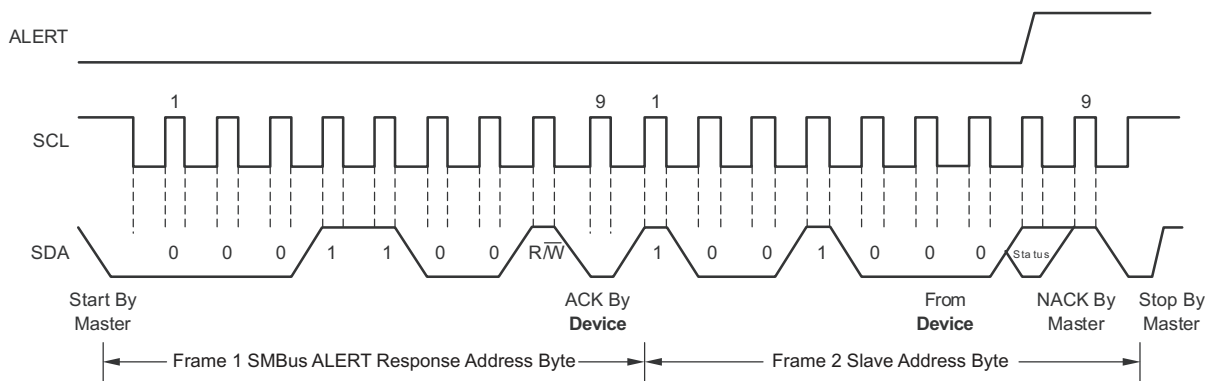 ALERT
1 9 1 9
SCL
SDA 0 0 0 1 1 0 0 R/W̅ 1 0 0 1 0 0 0 Status
Start By
Master
ACK By
Device
From
Device
NACK By
Master
Stop By
Master
Frame 1 SMBus ALERT Response Address Byte
Frame 2 Slave Address Byte